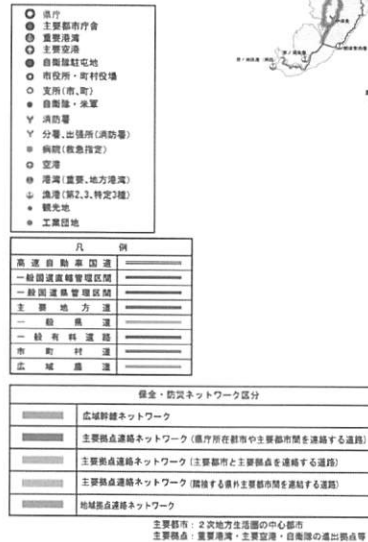 県庁
主要都市庁舎
重要港湾
主要空港
自衛隊駐屯地
市役所・町村役場
支所(市、町)
自衛隊・米軍
消防署
分署、出張所(消防署)
病院(救急指定)
空港
港湾(重要、地方港湾)
漁港(第2、3、特定3種)
観光地
工業団地
凡 例
高速自動車国道
一般国道直轄管理区間
一般国道県管理区間
主要地方道
一般県道
一般有料道路
市町村道
広域農道
保全・防災ネットワーク区分
広域幹線ネットワーク
主要拠点連絡ネットワーク(県庁所在都市や主要都市間を連絡する道路)
主要拠点連絡ネットワーク(主要都市と主要拠点を連絡する道路)
主要拠点連絡ネットワーク(隣接する県外主要都市間を連絡する道路)
地域拠点連絡ネットワーク
主要都市：2次地方生活圏の中心都市
主要拠点：重要港湾・主要空港・自衛隊の進出拠点等